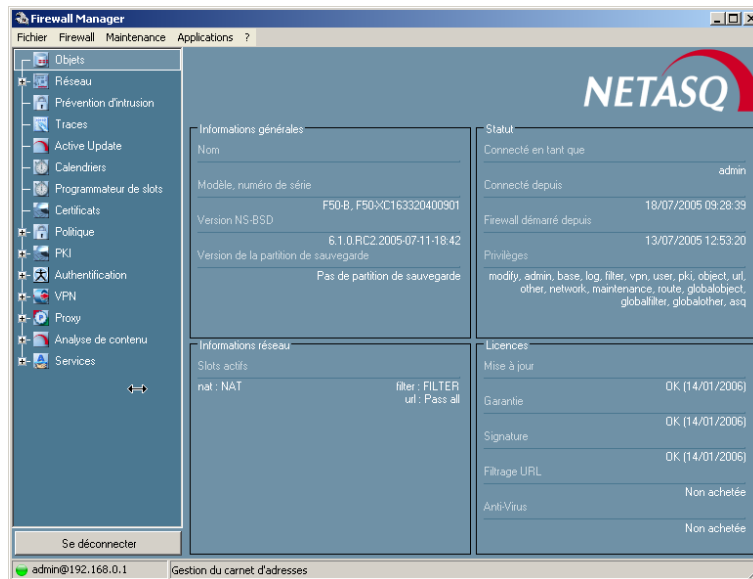 Firewall Manager
Fichier Firewall Maintenance Applications ?
Objets
Réseau
Prévention d'intrusion
Traces
Active Update
Calendriers
Programmateur de slots
Certificats
Politique
PKI
Authentification
VPN
Proxy
Analyse de contenu
Services
Se déconnecter
NETASQ
Informations générales
Nom
Modèle, numéro de série
F50-B, F50-XC163320400901
Version NS-BSD
6.1.0.RC2.2005-07-11-18:42
Version de la partition de sauvegarde
Pas de partition de sauvegarde
Statut
Connecté en tant que
admin
Connecté depuis
18/07/2005 09:28:39
Firewall démarré depuis
13/07/2005 12:53:20
Privilèges
modify, admin, base, log, filter, vpn, user, pki, object, url,
other, network, maintenance, route, globalobject,
globalfilter, globalother, asq
Informations réseau
Slots actifs
nat : NAT filter : FILTER
url : Pass all
Licences
Mise à jour
OK (14/01/2006)
Garantie
OK (14/01/2006)
Signature
OK (14/01/2006)
Filtrage URL
Non achetée
Anti-Virus
Non achetée
admin@192.168.0.1 Gestion du carnet d'adresses